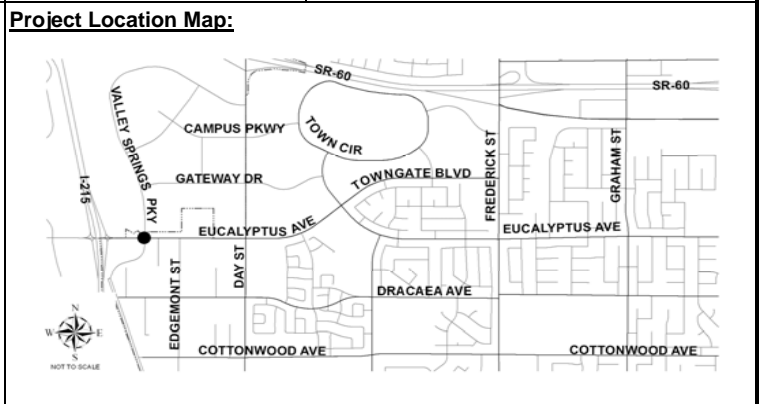 Project Location Map:
SR-60
SR-60
VALLEY SPRINGS PKY
CAMPUS PKWY
TOWN CIR
I-215
GATEWAY DR
TOWNGATE BLVD
FREDERICK ST
GRAHAM ST
EUCALYPTUS AVE
EUCALYPTUS AVE
EDGEMONT ST
DAY ST
DRACAEA AVE
N
W E
S
NOT TO SCALE
COTTONWOOD AVE
COTTONWOOD AVE